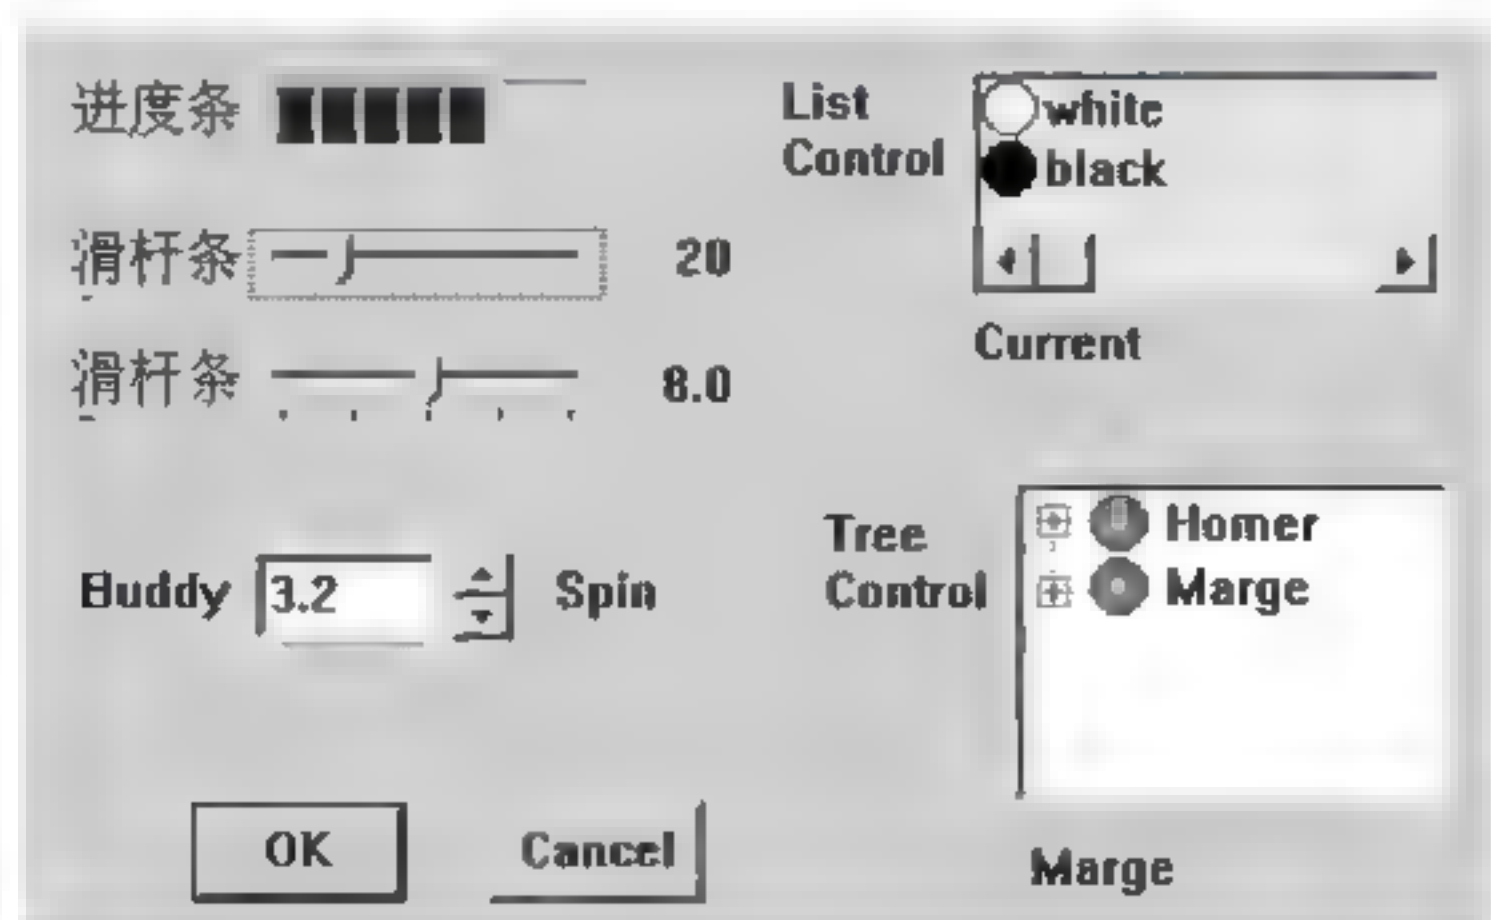 进度条
滑杆条
20
滑杆条
8.0
Buddy
3.2
Spin
OK
Cancel
List
Control
white
black
Current
Tree
Control
Homer
Marge
Marge